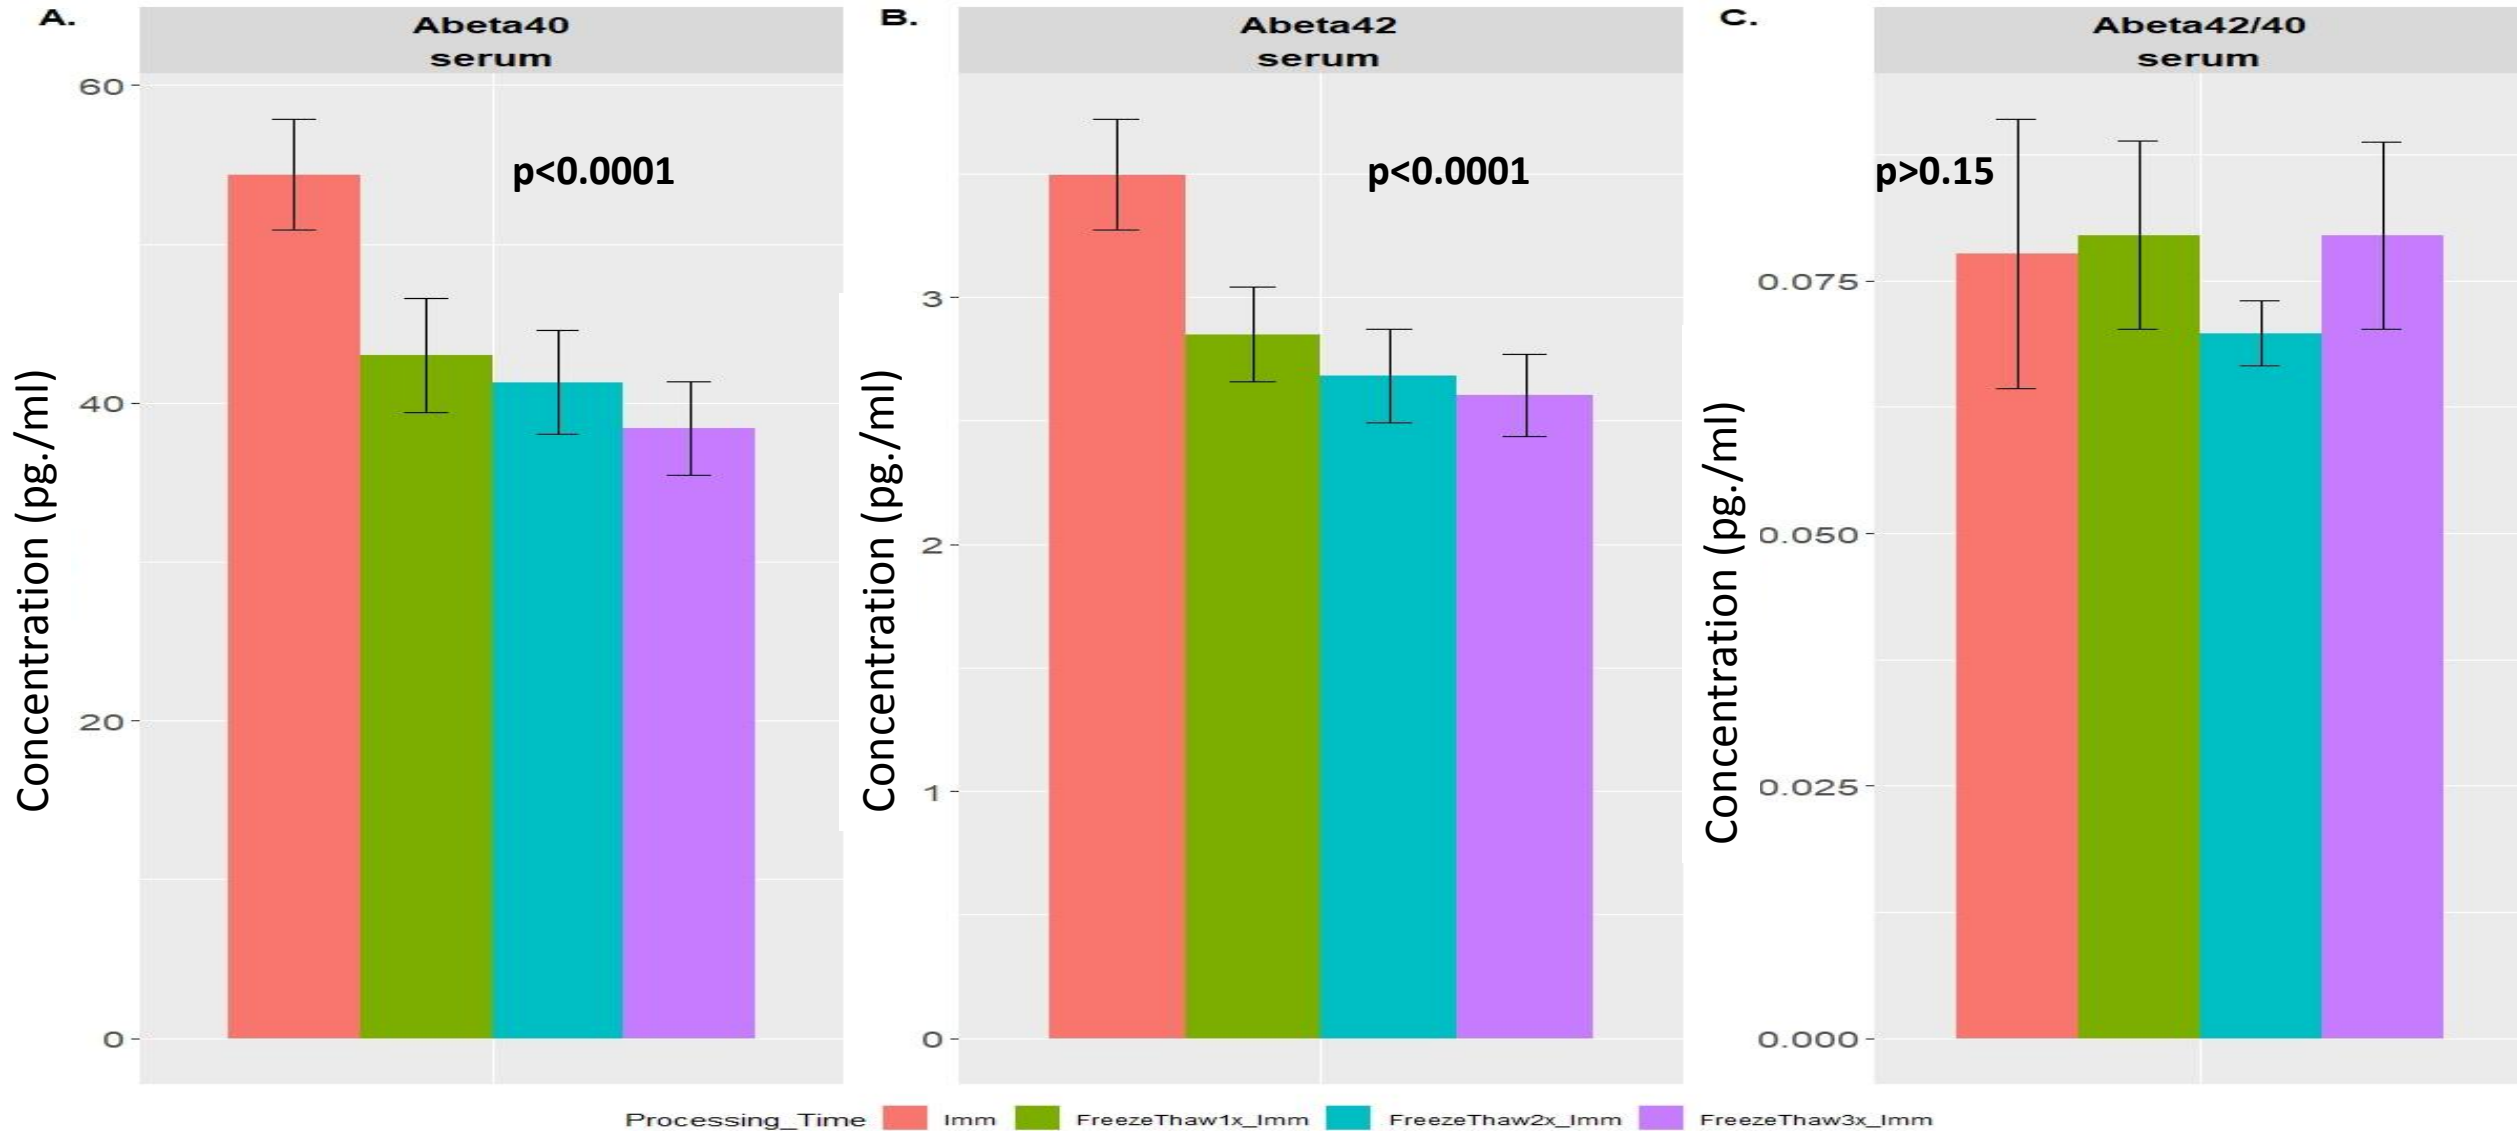 A.
Abeta40
serum
60
40
20
0
Concentration (pg./ml)
p<0.0001
B.
Abeta42
serum
3
2
1
0
Concentration (pg./ml)
p<0.0001
C.
Abeta42/40
serum
0.075
0.050
0.025
0.000
Concentration (pg./ml)
p>0.15
Processing_Time Imm FreezeThaw1x_Imm FreezeThaw2x_Imm FreezeThaw3x_Imm